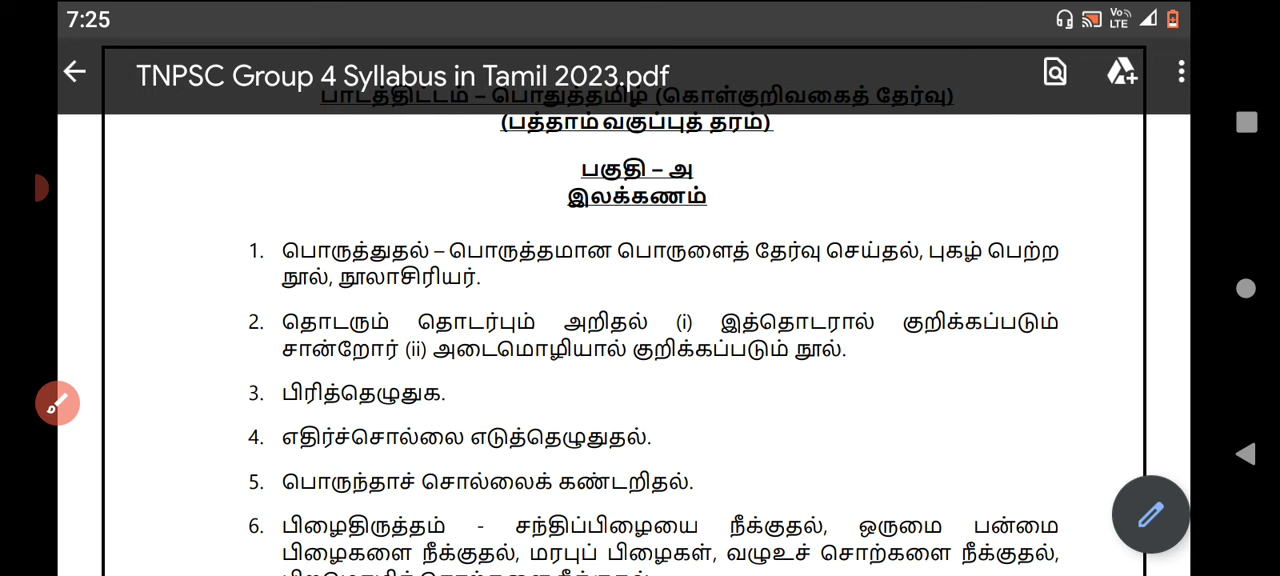 7:25
Vo LTE
TNPSC Group 4 Syllabus in Tamil 2023.pdf
பாடத்திட்டம் – பொதுத்தமிழ் (கொள்குறிவகைத் தேர்வு)
(பத்தாம் வகுப்புத் தரம்)
பகுதி – அ
இலக்கணம்
1. பொருத்துதல் – பொருத்தமான பொருளைத் தேர்வு செய்தல், புகழ் பெற்ற
நூல், நூலாசிரியர்.
2. தொடரும் தொடர்பும் அறிதல் (i) இத்தொடரால் குறிக்கப்படும்
சான்றோர் (ii) அடைமொழியால் குறிக்கப்படும் நூல்.
3. பிரித்தெழுதுக.
4. எதிர்ச்சொல்லை எடுத்தெழுதுதல்.
5. பொருந்தாச் சொல்லைக் கண்டறிதல்.
6. பிழைதிருத்தம் - சந்திப்பிழையை நீக்குதல், ஒருமை பன்மை
பிழைகளை நீக்குதல், மரபுப் பிழைகள், வழுஉச் சொற்களை நீக்குதல்,